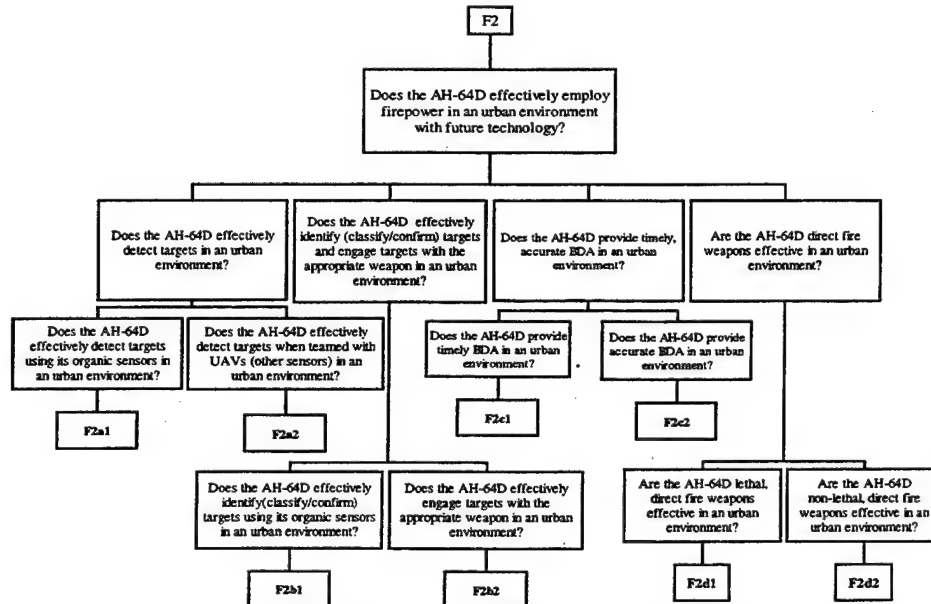 F2
Does the AH-64D effectively employ
firepower in an urban environment
with future technology?
Does the AH-64D effectively
detect targets in an urban
environment?
Does the AH-64D effectively
identify (classify/confirm) targets
and engage targets with the
appropriate weapon in an urban
environment?
Does the AH-64D provide timely,
accurate BDA in an urban
environment?
Are the AH-64D direct fire
weapons effective in an urban
environment?
Does the AH-64D
effectively detect targets
using its organic sensors in
an urban environment?
Does the AH-64D effectively
detect targets when teamed with
UAVs (other sensors) in an
urban environment?
Does the AH-64D provide
timely BDA in an urban
environment?
Does the AH-64D provide
accurate BDA in an urban
environment?
F2a1
F2a2
F2c1
F2c2
Does the AH-64D effectively
identify(classify/confirm)
targets using its organic sensors
in an urban environment?
Does the AH-64D effectively
engage targets with the
appropriate weapon in an urban
environment?
Are the AH-64D lethal,
direct fire weapons
effective in an urban
environment?
Are the AH-64D
non-lethal, direct fire
weapons effective in an
urban environment?
F2b1
F2b2
F2d1
F2d2